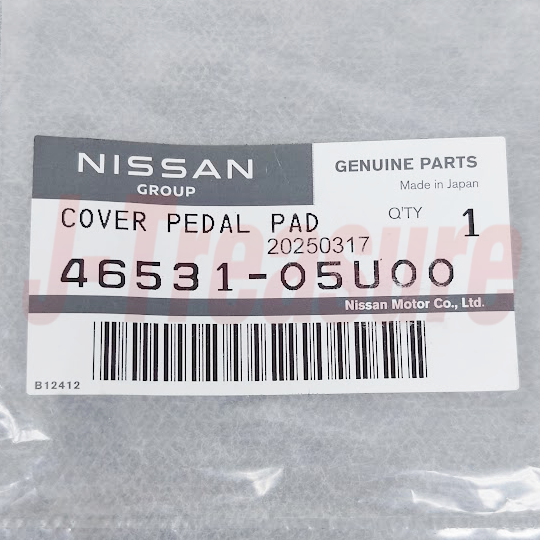 NISSAN
GROUP
GENUINE PARTS
Made in Japan
COVER PEDAL PAD
Q'TY 1
20250317
46531-05U00
Nissan Motor Co., Ltd.
B12412
J-Treasure